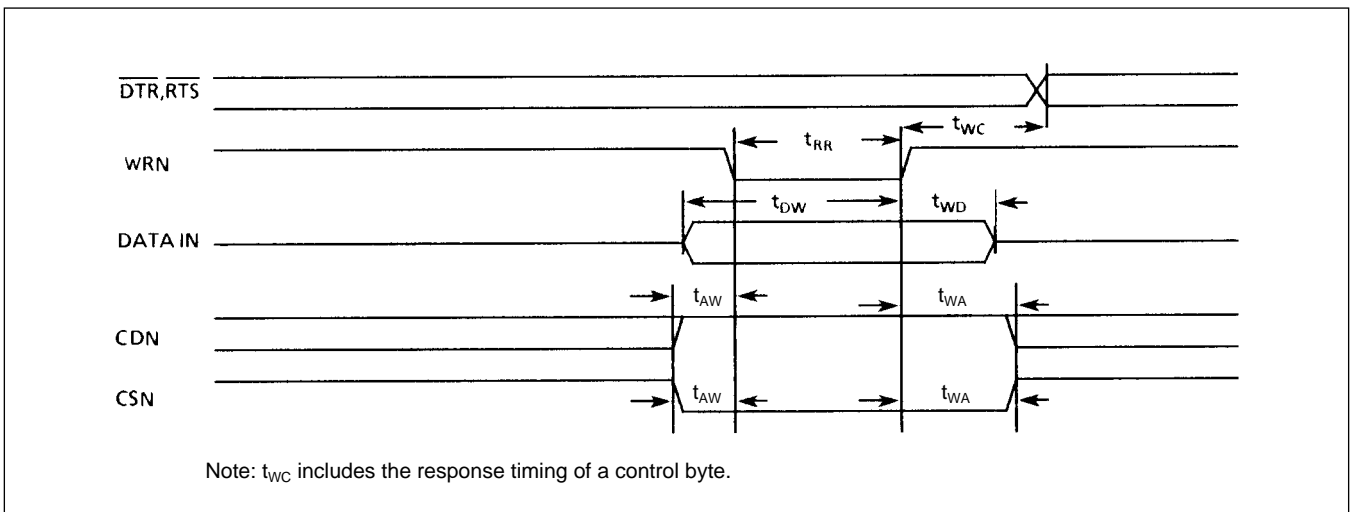 DTR,RTS
tWC
tRR
WRN
tDW
tWD
DATA IN
tAW
tWA
CDN
tAW
tWA
CSN
Note: tWC includes the response timing of a control byte.